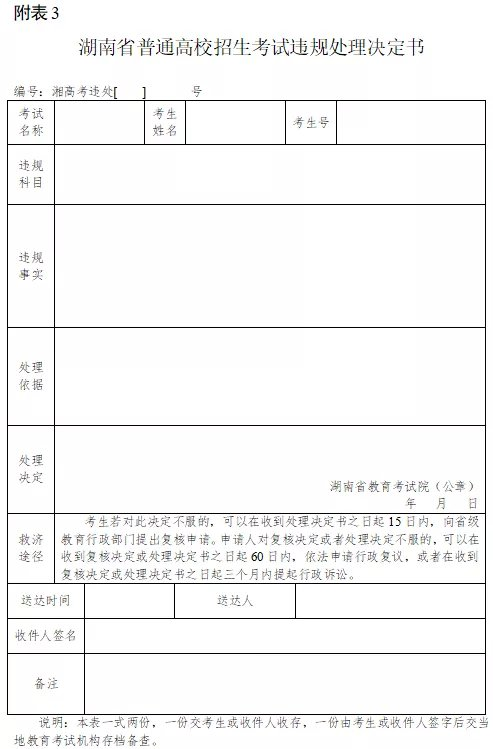 附表 3
湖南省普通高校招生考试违规处理决定书
编号：湘高考违处[ ] 号
考试
名称
考生
姓名
考生号
违规
科目
违规
事实
处理
依据
处理
决定
湖南省教育考试院（公章）
年 月 日
救济
途径
考生若对此决定不服的，可以在收到处理决定书之日起 15 日内，向省级
教育行政部门提出复核申请。申请人对复核决定或者处理决定不服的，可以在
收到复核决定或处理决定书之日起 60 日内，依法申请行政复议，或者在收到
复核决定或处理决定书之日起三个月内提起行政诉讼。
送达时间
送达人
收件人签名
备注
说明：本表一式两份，一份交考生或收件人收存，一份由考生或收件人签字后交当
地教育考试机构存档备查。